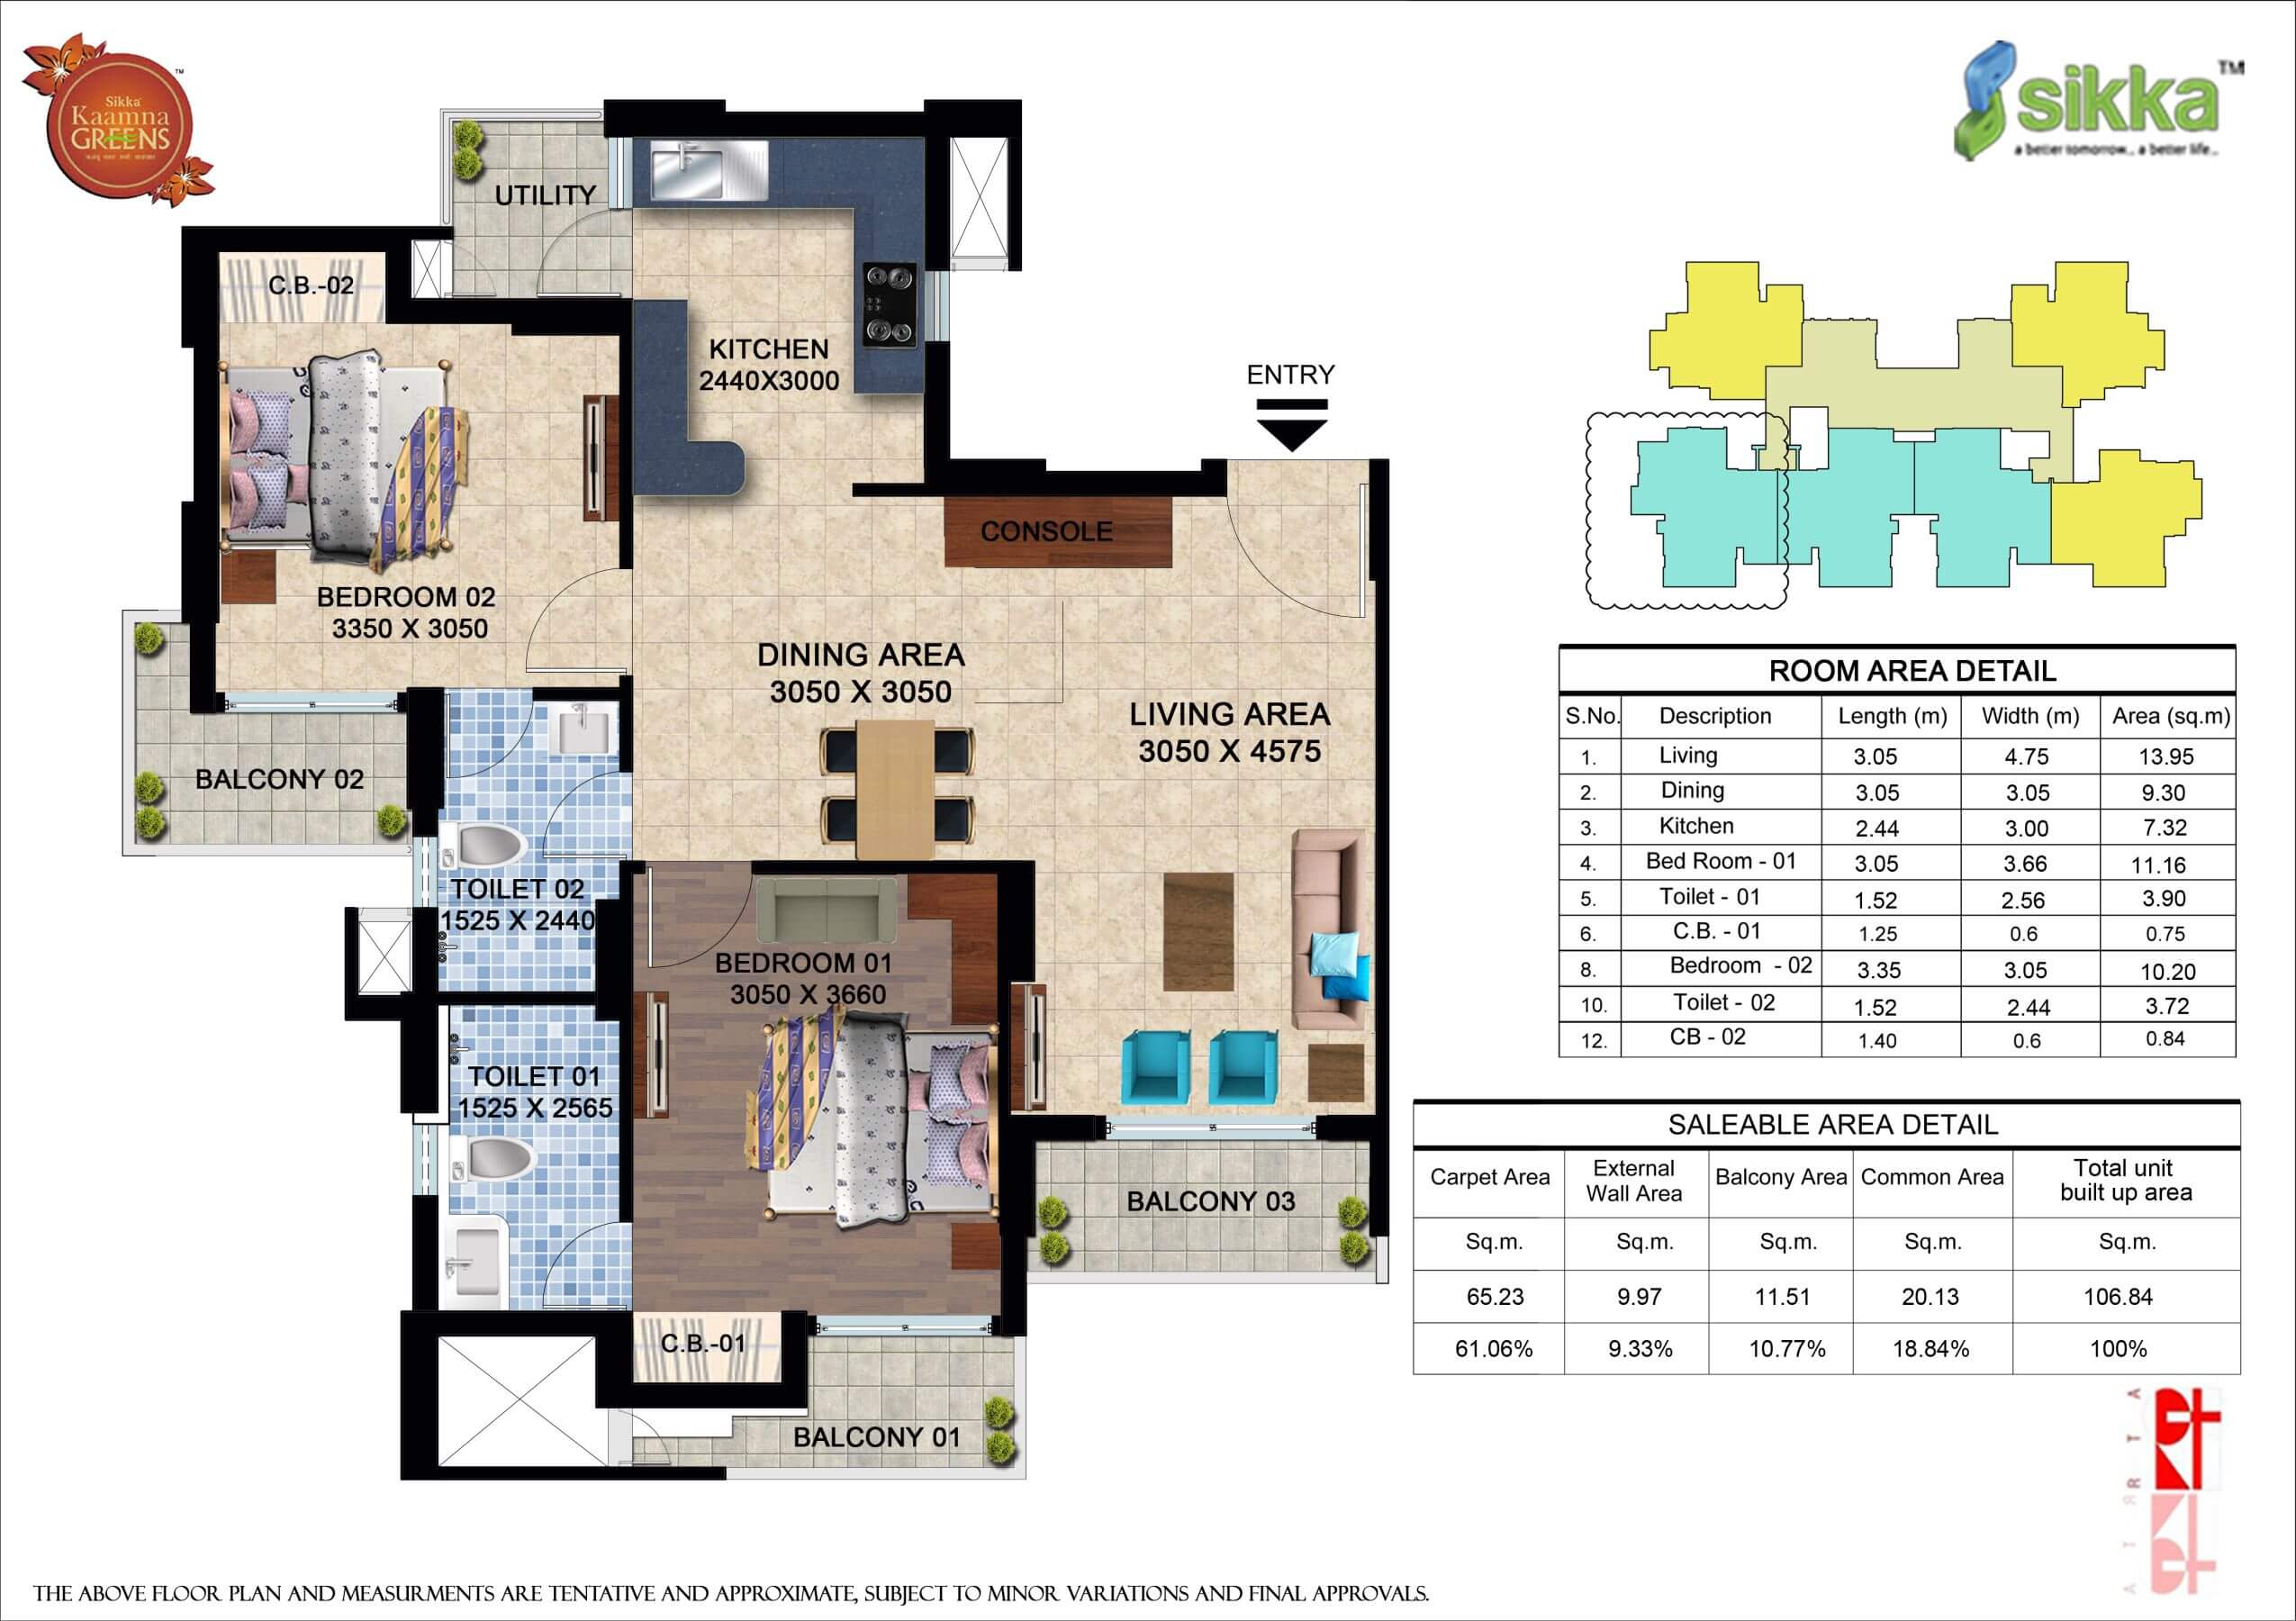 Sikka
Kaamna
GREENS
TM
sikka
TM
a better tomorrow... a better life...
UTILITY
C.B.-02
KITCHEN
2440X3000
ENTRY
CONSOLE
BEDROOM 02
3350 X 3050
DINING AREA
3050 X 3050
LIVING AREA
3050 X 4575
BALCONY 02
TOILET 02
1525 X 2440
BEDROOM 01
3050 X 3660
TOILET 01
1525 X 2565
BALCONY 03
C.B.-01
BALCONY 01
ROOM AREA DETAIL
S.No. Description Length (m) Width (m) Area (sq.m)
1. Living 3.05 4.75 13.95
2. Dining 3.05 3.05 9.30
3. Kitchen 2.44 3.00 7.32
4. Bed Room - 01 3.05 3.66 11.16
5. Toilet - 01 1.52 2.56 3.90
6. C.B. - 01 1.25 0.6 0.75
8. Bedroom - 02 3.35 3.05 10.20
10. Toilet - 02 1.52 2.44 3.72
12. CB - 02 1.40 0.6 0.84
SALEABLE AREA DETAIL
Carpet Area External Wall Area Balcony Area Common Area Total unit built up area
Sq.m. Sq.m. Sq.m. Sq.m. Sq.m.
65.23 9.97 11.51 20.13 106.84
61.06% 9.33% 10.77% 18.84% 100%
THE ABOVE FLOOR PLAN AND MEASURMENTS ARE TENTATIVE AND APPROXIMATE, SUBJECT TO MINOR VARIATIONS AND FINAL APPROVALS.